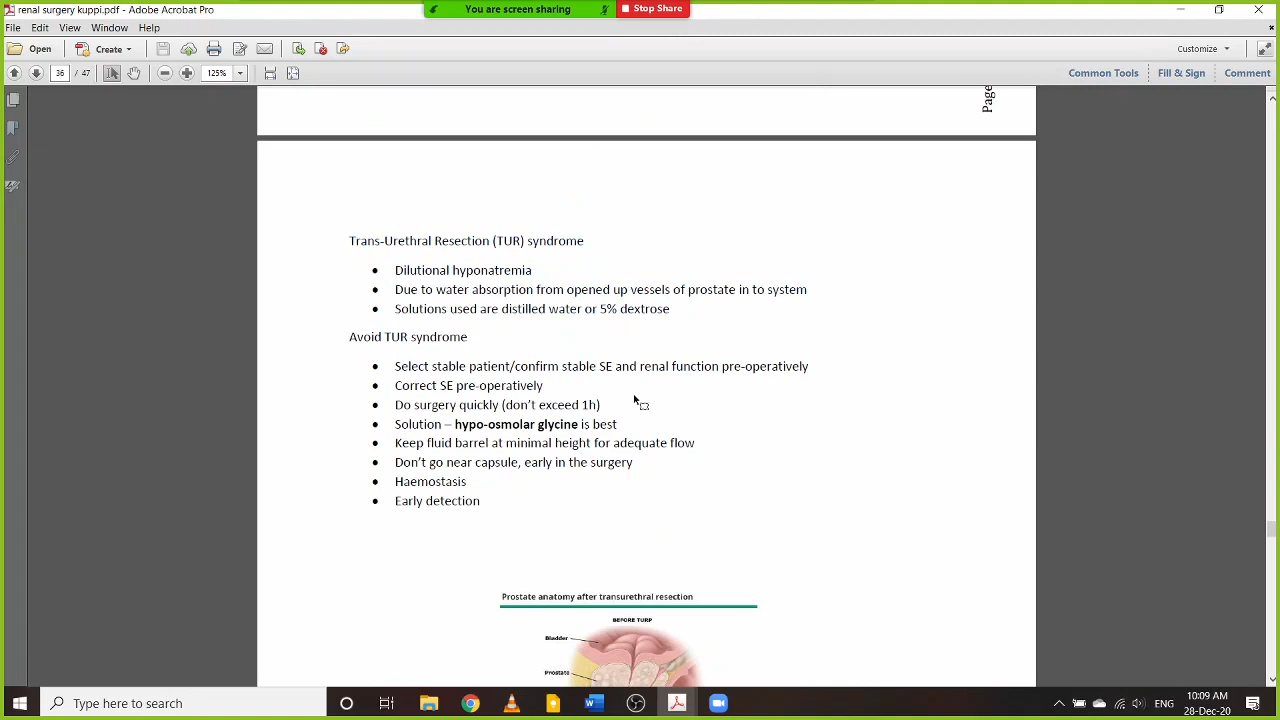 renal surgery kuppi.pdf - Adobe Acrobat Pro
You are screen sharing
Stop Share
File Edit View Window Help
Open Create Customize
36 / 47 125% Common Tools Fill & Sign Comment
Page
Trans-Urethral Resection (TUR) syndrome
• Dilutional hyponatremia
• Due to water absorption from opened up vessels of prostate in to system
• Solutions used are distilled water or 5% dextrose
Avoid TUR syndrome
• Select stable patient/confirm stable SE and renal function pre-operatively
• Correct SE pre-operatively
• Do surgery quickly (don't exceed 1h)
• Solution – hypo-osmolar glycine is best
• Keep fluid barrel at minimal height for adequate flow
• Don't go near capsule, early in the surgery
• Haemostasis
• Early detection
Prostate anatomy after transurethral resection
BEFORE TURP
Bladder
Prostate
Type here to search
ENG
10:09 AM
28-Dec-20